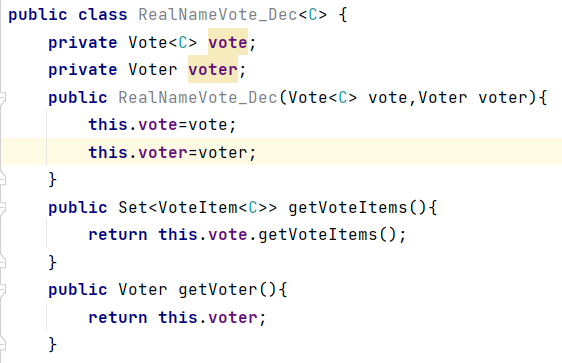 public class RealNameVote_Dec<C> {
    private Vote<C> vote;
    private Voter voter;
    public RealNameVote_Dec(Vote<C> vote,Voter voter){
        this.vote=vote;
        this.voter=voter;
    }
    public Set<VoteItem<C>> getVoteItems(){
        return this.vote.getVoteItems();
    }
    public Voter getVoter(){
        return this.voter;
    }